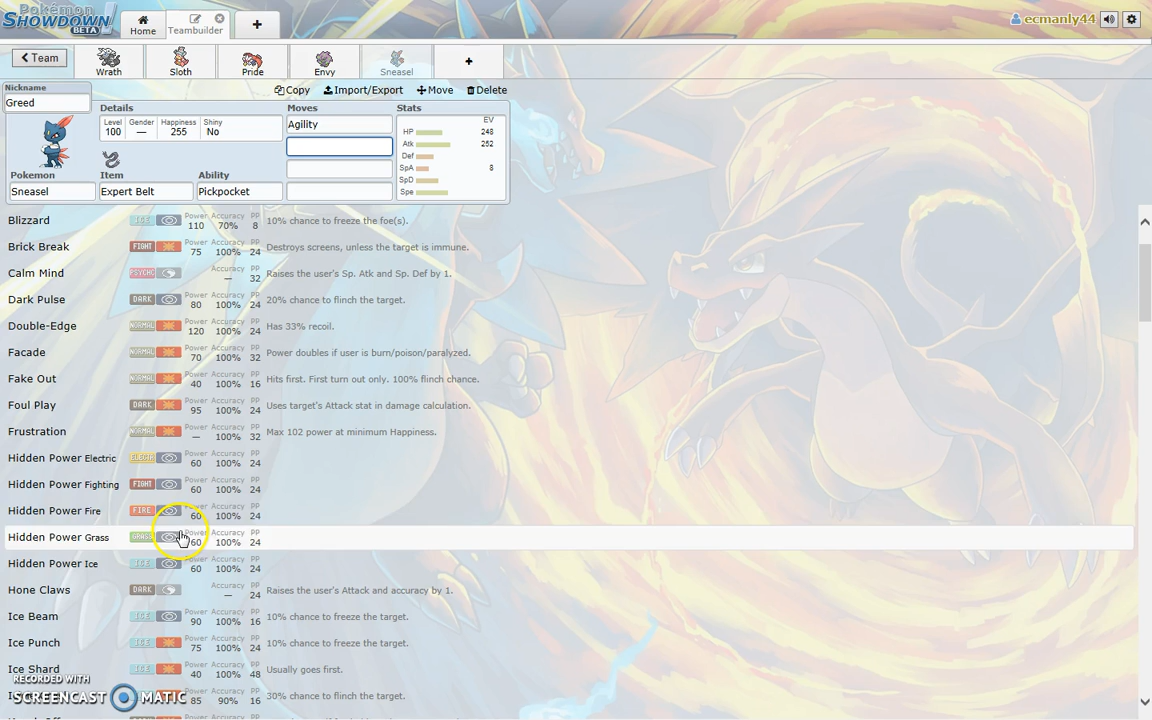 Pokémon
SHOWDOWN!
BETA
Home
Teambuilder
+
ecmanly44
< Team
Wrath
Sloth
Pride
Envy
Sneasel
+
Copy Import/Export Move Delete
Nickname
Greed
Details
Level Gender Happiness Shiny
100 — 255 No
Pokemon Item Ability
Sneasel Expert Belt Pickpocket
Moves
Agility
Stats
EV
HP 248
Atk 252
Def
SpA 8
SpD
Spe
Blizzard ICE Power 110 Accuracy 70% PP 8 10% chance to freeze the foe(s).
Brick Break FIGHT Power 75 Accuracy 100% PP 24 Destroys screens, unless the target is immune.
Calm Mind PSYCHC Accuracy — PP 32 Raises the user's Sp. Atk and Sp. Def by 1.
Dark Pulse DARK Power 80 Accuracy 100% PP 24 20% chance to flinch the target.
Double-Edge NORMAL Power 120 Accuracy 100% PP 24 Has 33% recoil.
Facade NORMAL Power 70 Accuracy 100% PP 32 Power doubles if user is burn/poison/paralyzed.
Fake Out NORMAL Power 40 Accuracy 100% PP 16 Hits first. First turn out only. 100% flinch chance.
Foul Play DARK Power 95 Accuracy 100% PP 24 Uses target's Attack stat in damage calculation.
Frustration NORMAL Power — Accuracy 100% PP 32 Max 102 power at minimum Happiness.
Hidden Power Electric ELECTR Power 60 Accuracy 100% PP 24
Hidden Power Fighting FIGHT Power 60 Accuracy 100% PP 24
Hidden Power Fire FIRE Power 60 Accuracy 100% PP 24
Hidden Power Grass GRASS Power 60 Accuracy 100% PP 24
Hidden Power Ice ICE Power 60 Accuracy 100% PP 24
Hone Claws DARK Accuracy — PP 24 Raises the user's Attack and accuracy by 1.
Ice Beam ICE Power 90 Accuracy 100% PP 16 10% chance to freeze the target.
Ice Punch ICE Power 75 Accuracy 100% PP 24 10% chance to freeze the target.
Ice Shard ICE Power 40 Accuracy 100% PP 48 Usually goes first.
Power 85 Accuracy 90% PP 16 30% chance to flinch the target.
RECORDED WITH
SCREENCAST MATIC